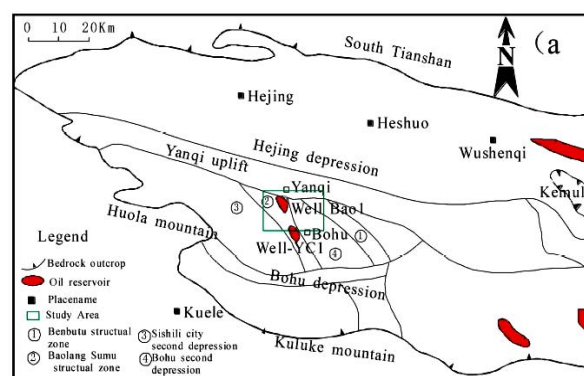 0 10 20Km
South Tianshan
(a
N
Hejing
Heshuo
Wushenqi
Hejing depression
Yanqi uplift
Yanqi
Kemul
③
②
Well Bao1
Huola mountain
Bohu
①
Well-YC1
④
Bohu depression
Kuele
Kuluke mountain
Legend
Bedrock outcrop
Oil reservoir
Placename
Study Area
① Benbutu structual zone
③ Sishili city second depression
② Baolang Sumu structual zone
④ Bohu second depression